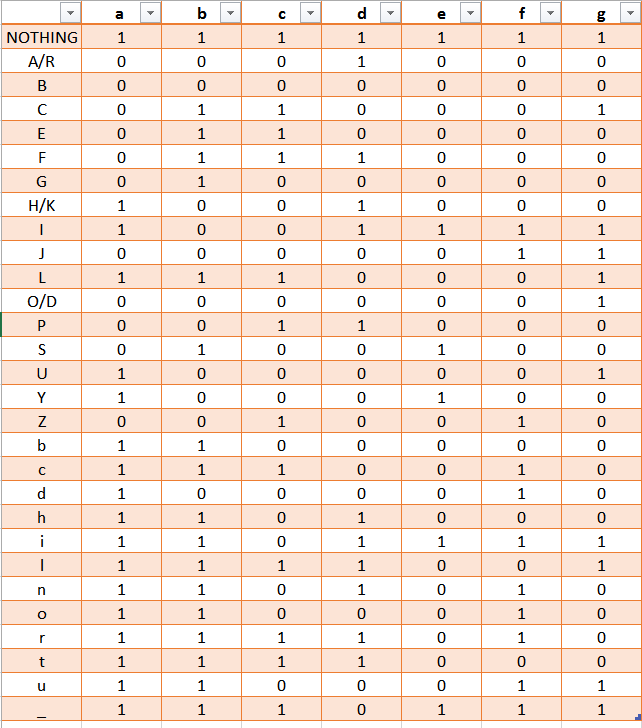 a b c d e f g
NOTHING 1 1 1 1 1 1 1
A/R 0 0 0 1 0 0 0
B 0 0 0 0 0 0 0
C 0 1 1 0 0 0 1
E 0 1 1 0 0 0 0
F 0 1 1 1 0 0 0
G 0 1 0 0 0 0 0
H/K 1 0 0 1 0 0 0
I 1 0 0 1 1 1 1
J 0 0 0 0 0 1 1
L 1 1 1 0 0 0 1
O/D 0 0 0 0 0 0 1
P 0 0 1 1 0 0 0
S 0 1 0 0 1 0 0
U 1 0 0 0 0 0 1
Y 1 0 0 0 1 0 0
Z 0 0 1 0 0 1 0
b 1 1 0 0 0 0 0
c 1 1 1 0 0 1 0
d 1 0 0 0 0 1 0
h 1 1 0 1 0 0 0
i 1 1 0 1 1 1 1
l 1 1 1 1 0 0 1
n 1 1 0 1 0 1 0
o 1 1 0 0 0 1 0
r 1 1 1 1 0 1 0
t 1 1 1 1 0 0 0
u 1 1 0 0 0 1 1
_ 1 1 1 0 1 1 1